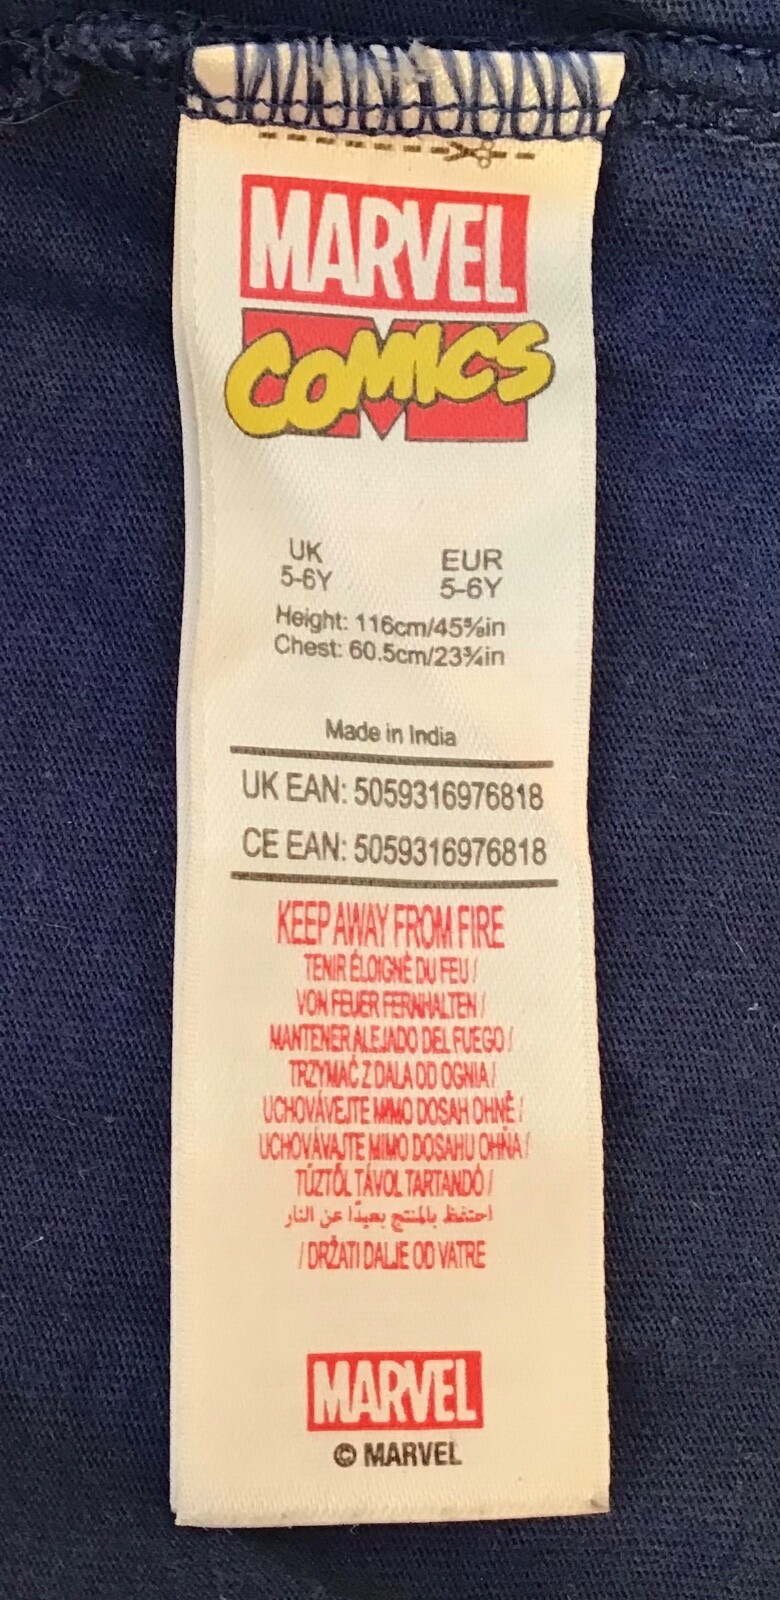 MARVEL
COMICS
UK EUR
5-6Y 5-6Y
Height: 116cm/45⅝in
Chest: 60.5cm/23¾in
Made in India
UK EAN: 5059316976818
CE EAN: 5059316976818
KEEP AWAY FROM FIRE
TENIR ÉLOIGNÉ DU FEU /
VON FEUER FERNHALTEN /
MANTENER ALEJADO DEL FUEGO /
TRZYMAĆ Z DALA OD OGNIA /
UCHOVÁVEJTE MIMO DOSAH OHNĚ /
UCHOVÁVAJTE MIMO DOSAHU OHŇA /
TŰZTŐL TÁVOL TARTANDÓ /
احتفظ بالمنتج بعيدًا عن النار
/ DRŽATI DALJE OD VATRE
MARVEL
© MARVEL